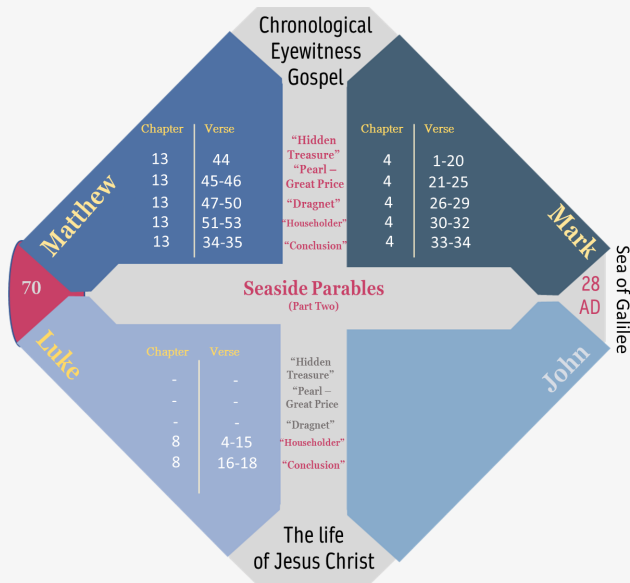 Chronological
Eyewitness
Gospel
Matthew
Chapter Verse
13 44
13 45-46
13 47-50
13 51-53
13 34-35
“Hidden
Treasure”
“Pearl –
Great Price
“Dragnet”
“Householder”
“Conclusion”
Chapter Verse
4 1-20
4 21-25
4 26-29
4 30-32
4 33-34
Mark
70
Seaside Parables
(Part Two)
28
AD
Sea of Galilee
Luke
Chapter Verse
- -
- -
- -
8 4-15
8 16-18
“Hidden
Treasure”
“Pearl –
Great Price
“Dragnet”
“Householder”
“Conclusion”
John
The life
of Jesus Christ